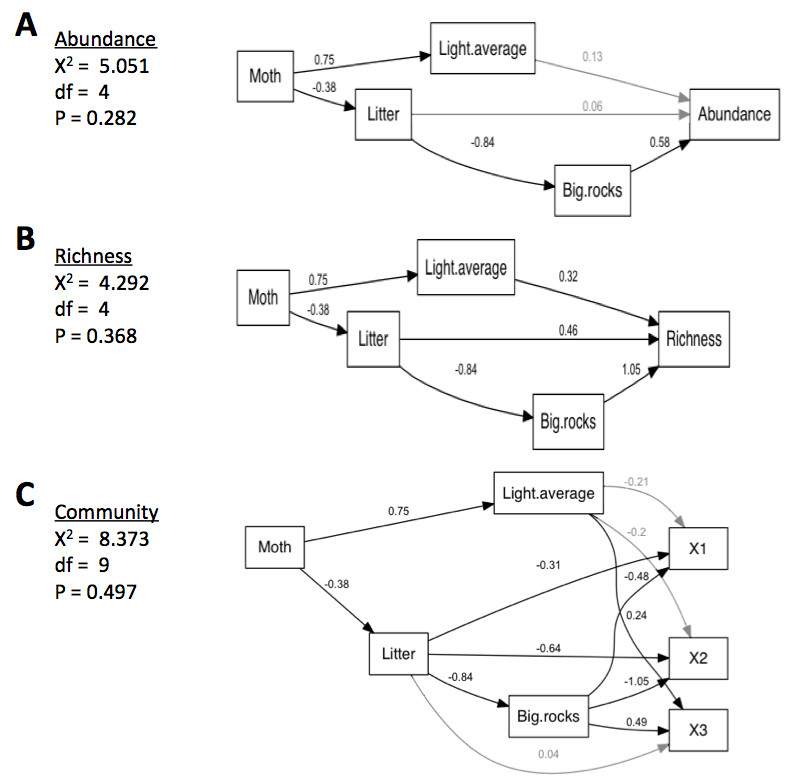 A
Abundance
X² = 5.051
df = 4
P = 0.282
Moth
0.75
-0.38
Light.average
Litter
0.13
0.06
-0.84
Big.rocks
0.58
Abundance
B
Richness
X² = 4.292
df = 4
P = 0.368
Moth
0.75
-0.38
Light.average
Litter
0.32
0.46
-0.84
Big.rocks
1.05
Richness
C
Community
X² = 8.373
df = 9
P = 0.497
Moth
0.75
-0.38
Light.average
Litter
-0.21
-0.2
-0.31
-0.48
0.24
-0.64
-0.84
Big.rocks
-1.05
0.49
0.04
X1
X2
X3